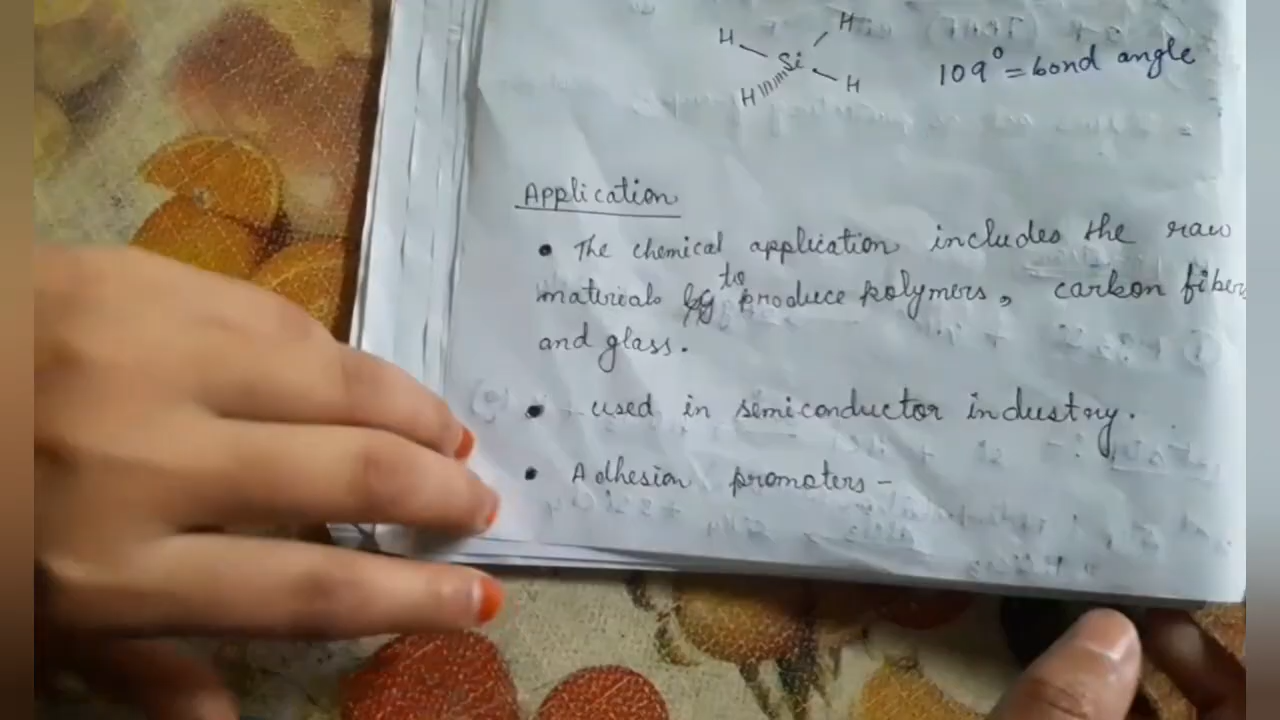 H H
Si
H H
109° = bond angle
Application
• The chemical application includes the raw
materials to produce polymers, carbon fiber
and glass.
• used in semiconductor industry.
• Adhesion promoters -